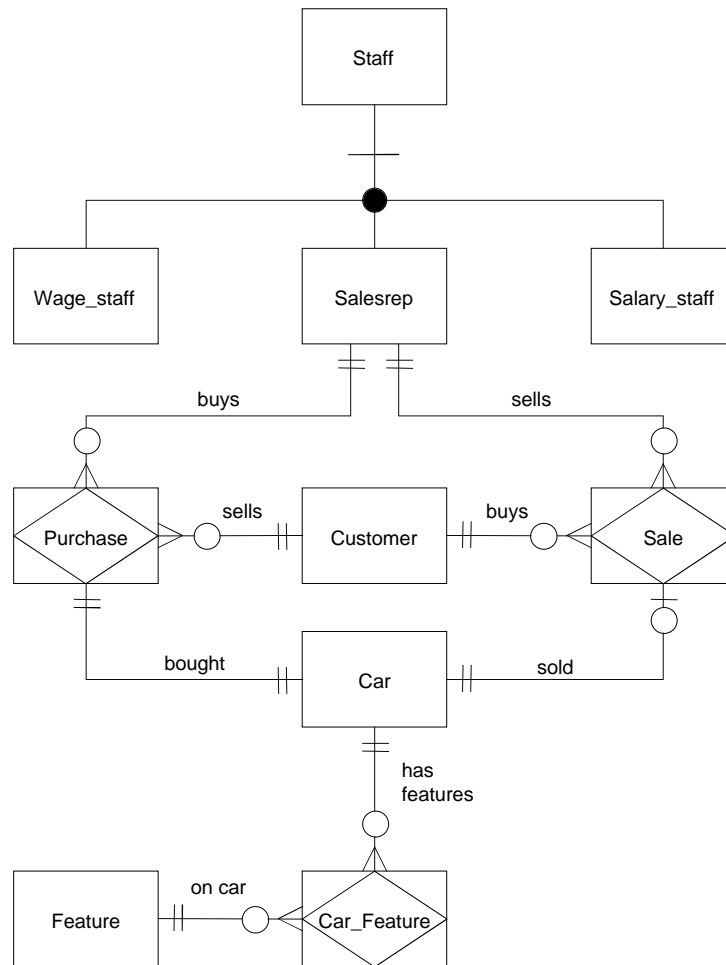 Staff
Wage_staff
Salesrep
Salary_staff
buys
sells
Purchase
sells
Customer
buys
Sale
bought
Car
sold
has
features
Feature
on car
Car_Feature